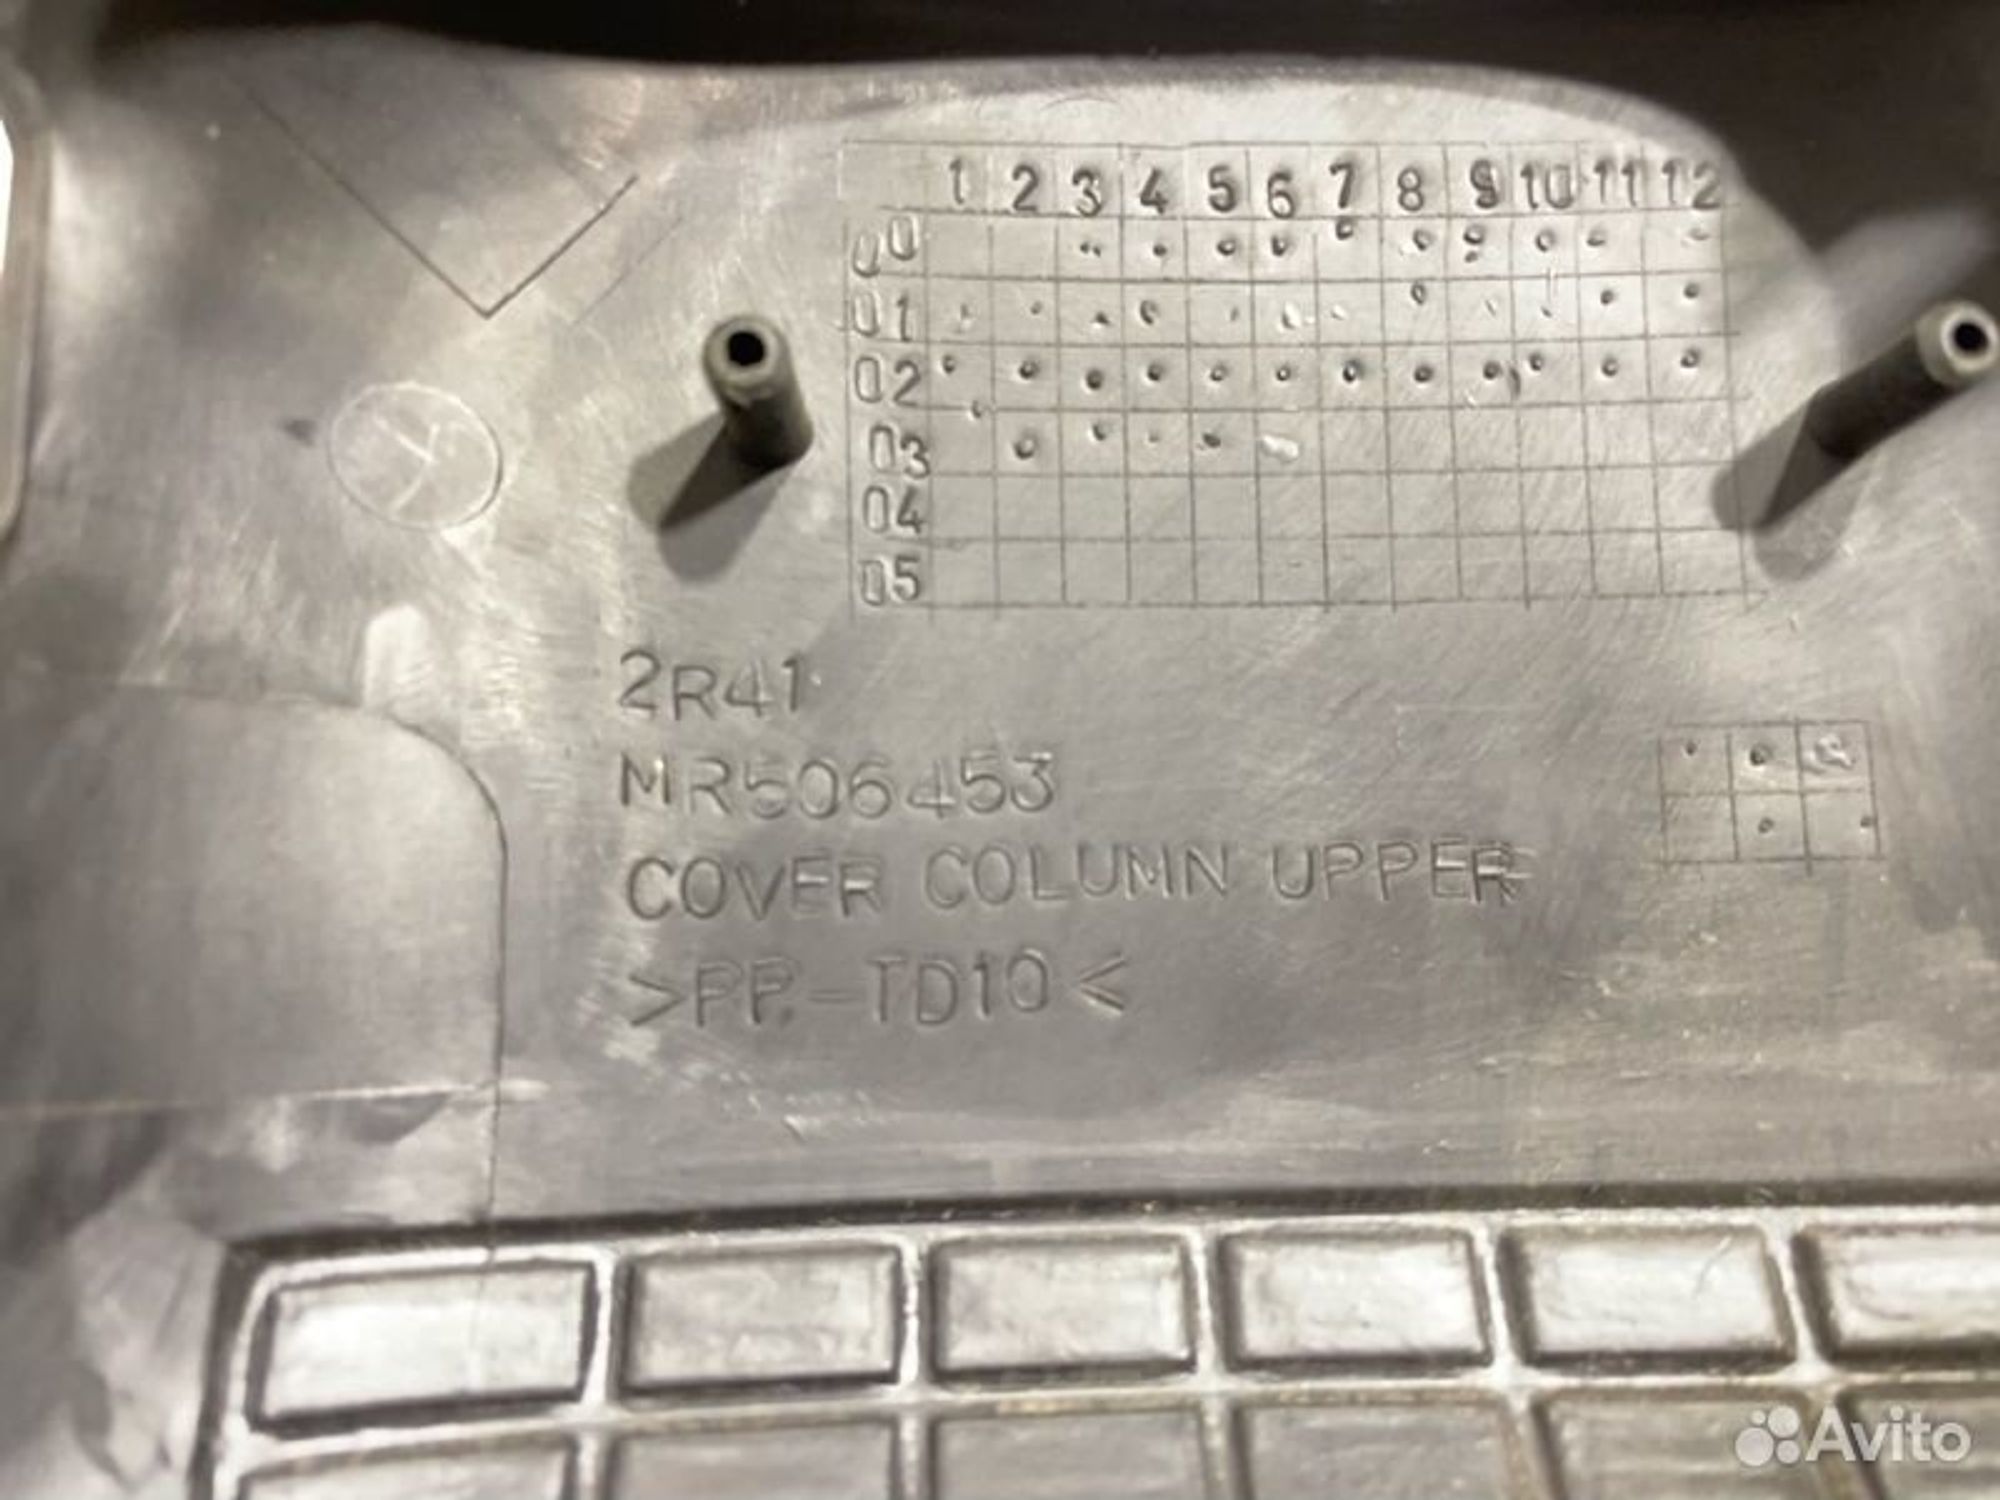 1 2 3 4 5 6 7 8 9 10 11 12
00
01
02
03
04
05
2R41
MR506453
COVER COLUMN UPPER
>PP.-TD10<
Avito